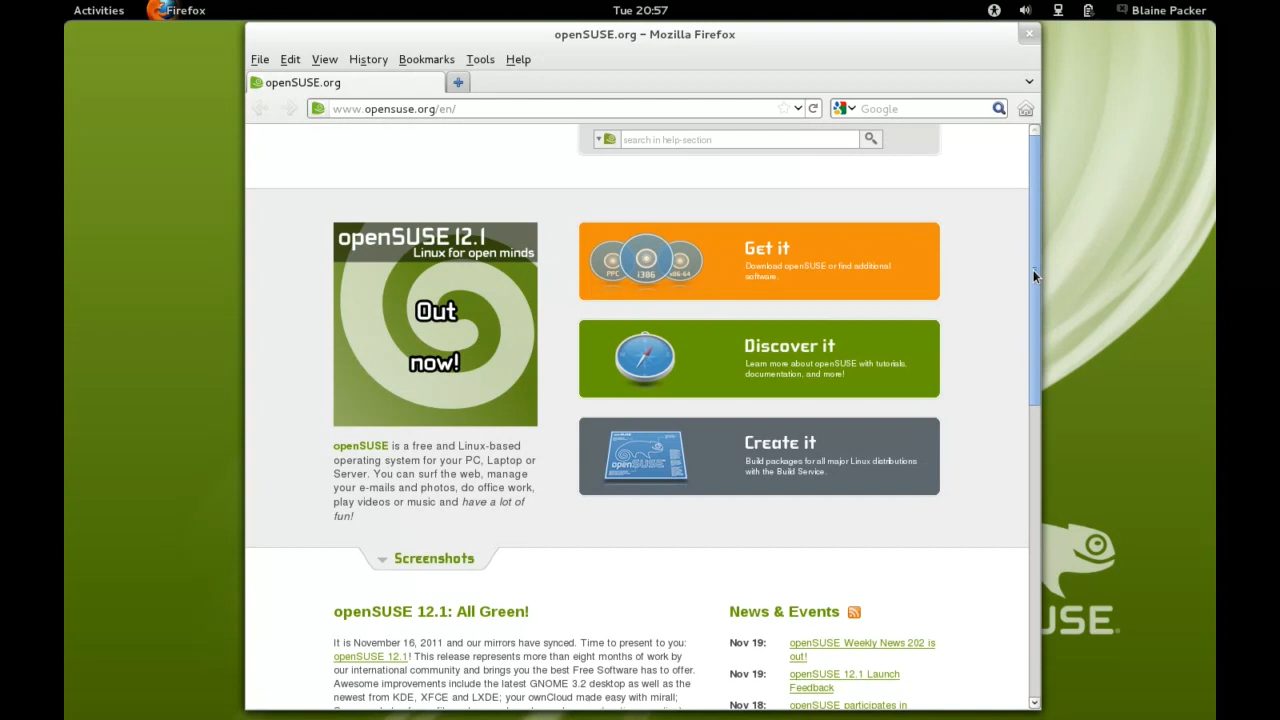 Activities Firefox Tue 20:57 Blaine Packer
openSUSE.org – Mozilla Firefox
File Edit View History Bookmarks Tools Help
openSUSE.org
www.opensuse.org/en/ Google
search in help-section
openSUSE 12.1
Linux for open minds
Out
now!
openSUSE is a free and Linux-based
operating system for your PC, Laptop or
Server. You can surf the web, manage
your e-mails and photos, do office work,
play videos or music and have a lot of
fun!
PPC i386 x86-64
Get it
Download openSUSE or find additional
software.
Discover it
Learn more about openSUSE with tutorials,
documentation, and more!
openSUSE
Create it
Build packages for all major Linux distributions
with the Build Service.
Screenshots
openSUSE 12.1: All Green!
It is November 16, 2011 and our mirrors have synced. Time to present to you:
openSUSE 12.1! This release represents more than eight months of work by
our international community and brings you the best Free Software has to offer.
Awesome improvements include the latest GNOME 3.2 desktop as well as the
newest from KDE, XFCE and LXDE; your ownCloud made easy with mirall;
News & Events
Nov 19: openSUSE Weekly News 202 is
out!
Nov 19: openSUSE 12.1 Launch
Feedback
Nov 18: openSUSE participates in
USE.